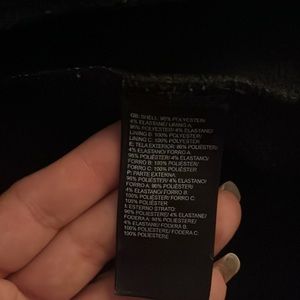 GB: SHELL: 96% POLYESTER/
4% ELASTANE/ LINING A:
96% POLYESTER/ 4% ELASTANE/
LINING B: 100% POLYESTER/
LINING C: 100% POLYESTER
E: TELA EXTERIOR: 96% POLIÉSTER/
4% ELASTANO/ FORRO A:
96% POLIÉSTER/ 4% ELASTANO/
FORRO B: 100% POLIÉSTER/
FORRO C: 100% POLIÉSTER
P: PARTE EXTERNA:
96% POLIÉSTER/ 4% ELASTANO/
FORRO A: 96% POLIÉSTER/
4% ELASTANO/ FORRO B:
100% POLIÉSTER/ FORRO C:
100% POLIÉSTER
I: ESTERNO STRATO:
96% POLIESTERE/ 4% ELASTANO/
FODERA A: 96% POLIESTERE/
4% ELASTANO/ FODERA B:
100% POLIESTERE/ FODERA C:
100% POLIESTERE